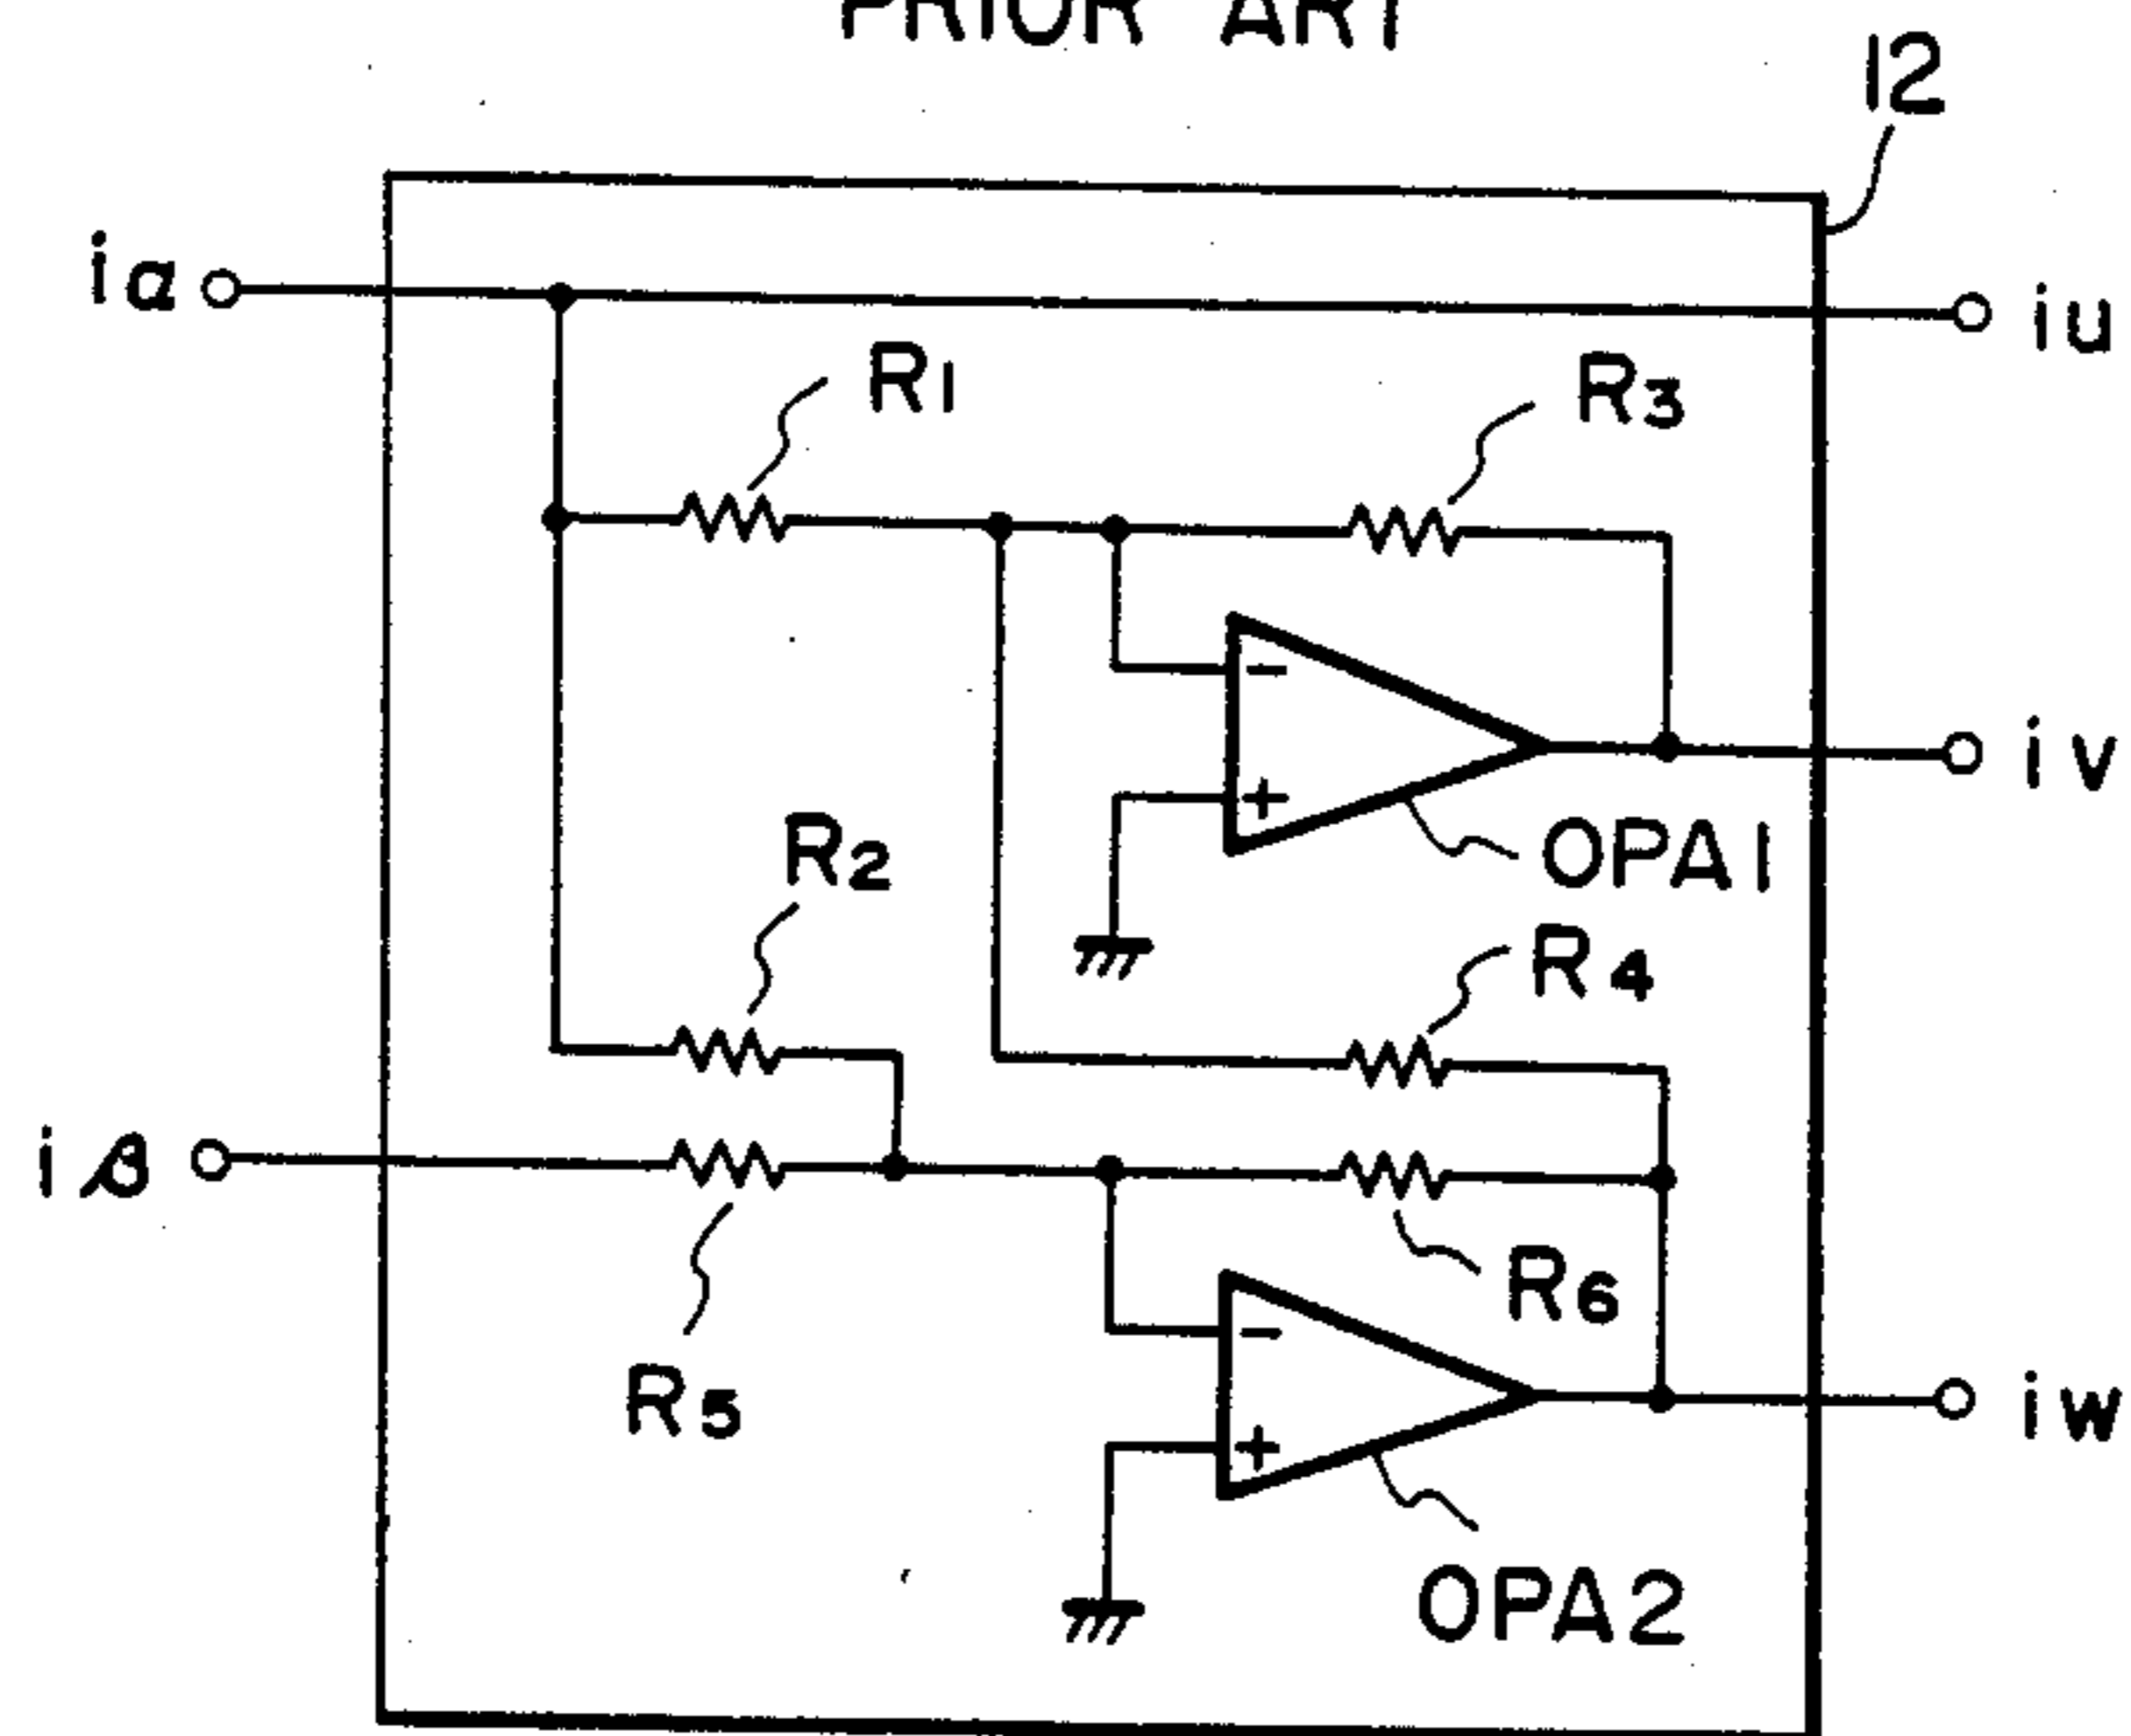 PRIOR ART
12
iα
iu
R1
R3
-
iv
+
R2
OPA1
R4
iβ
R6
-
R5
iw
+
OPA2